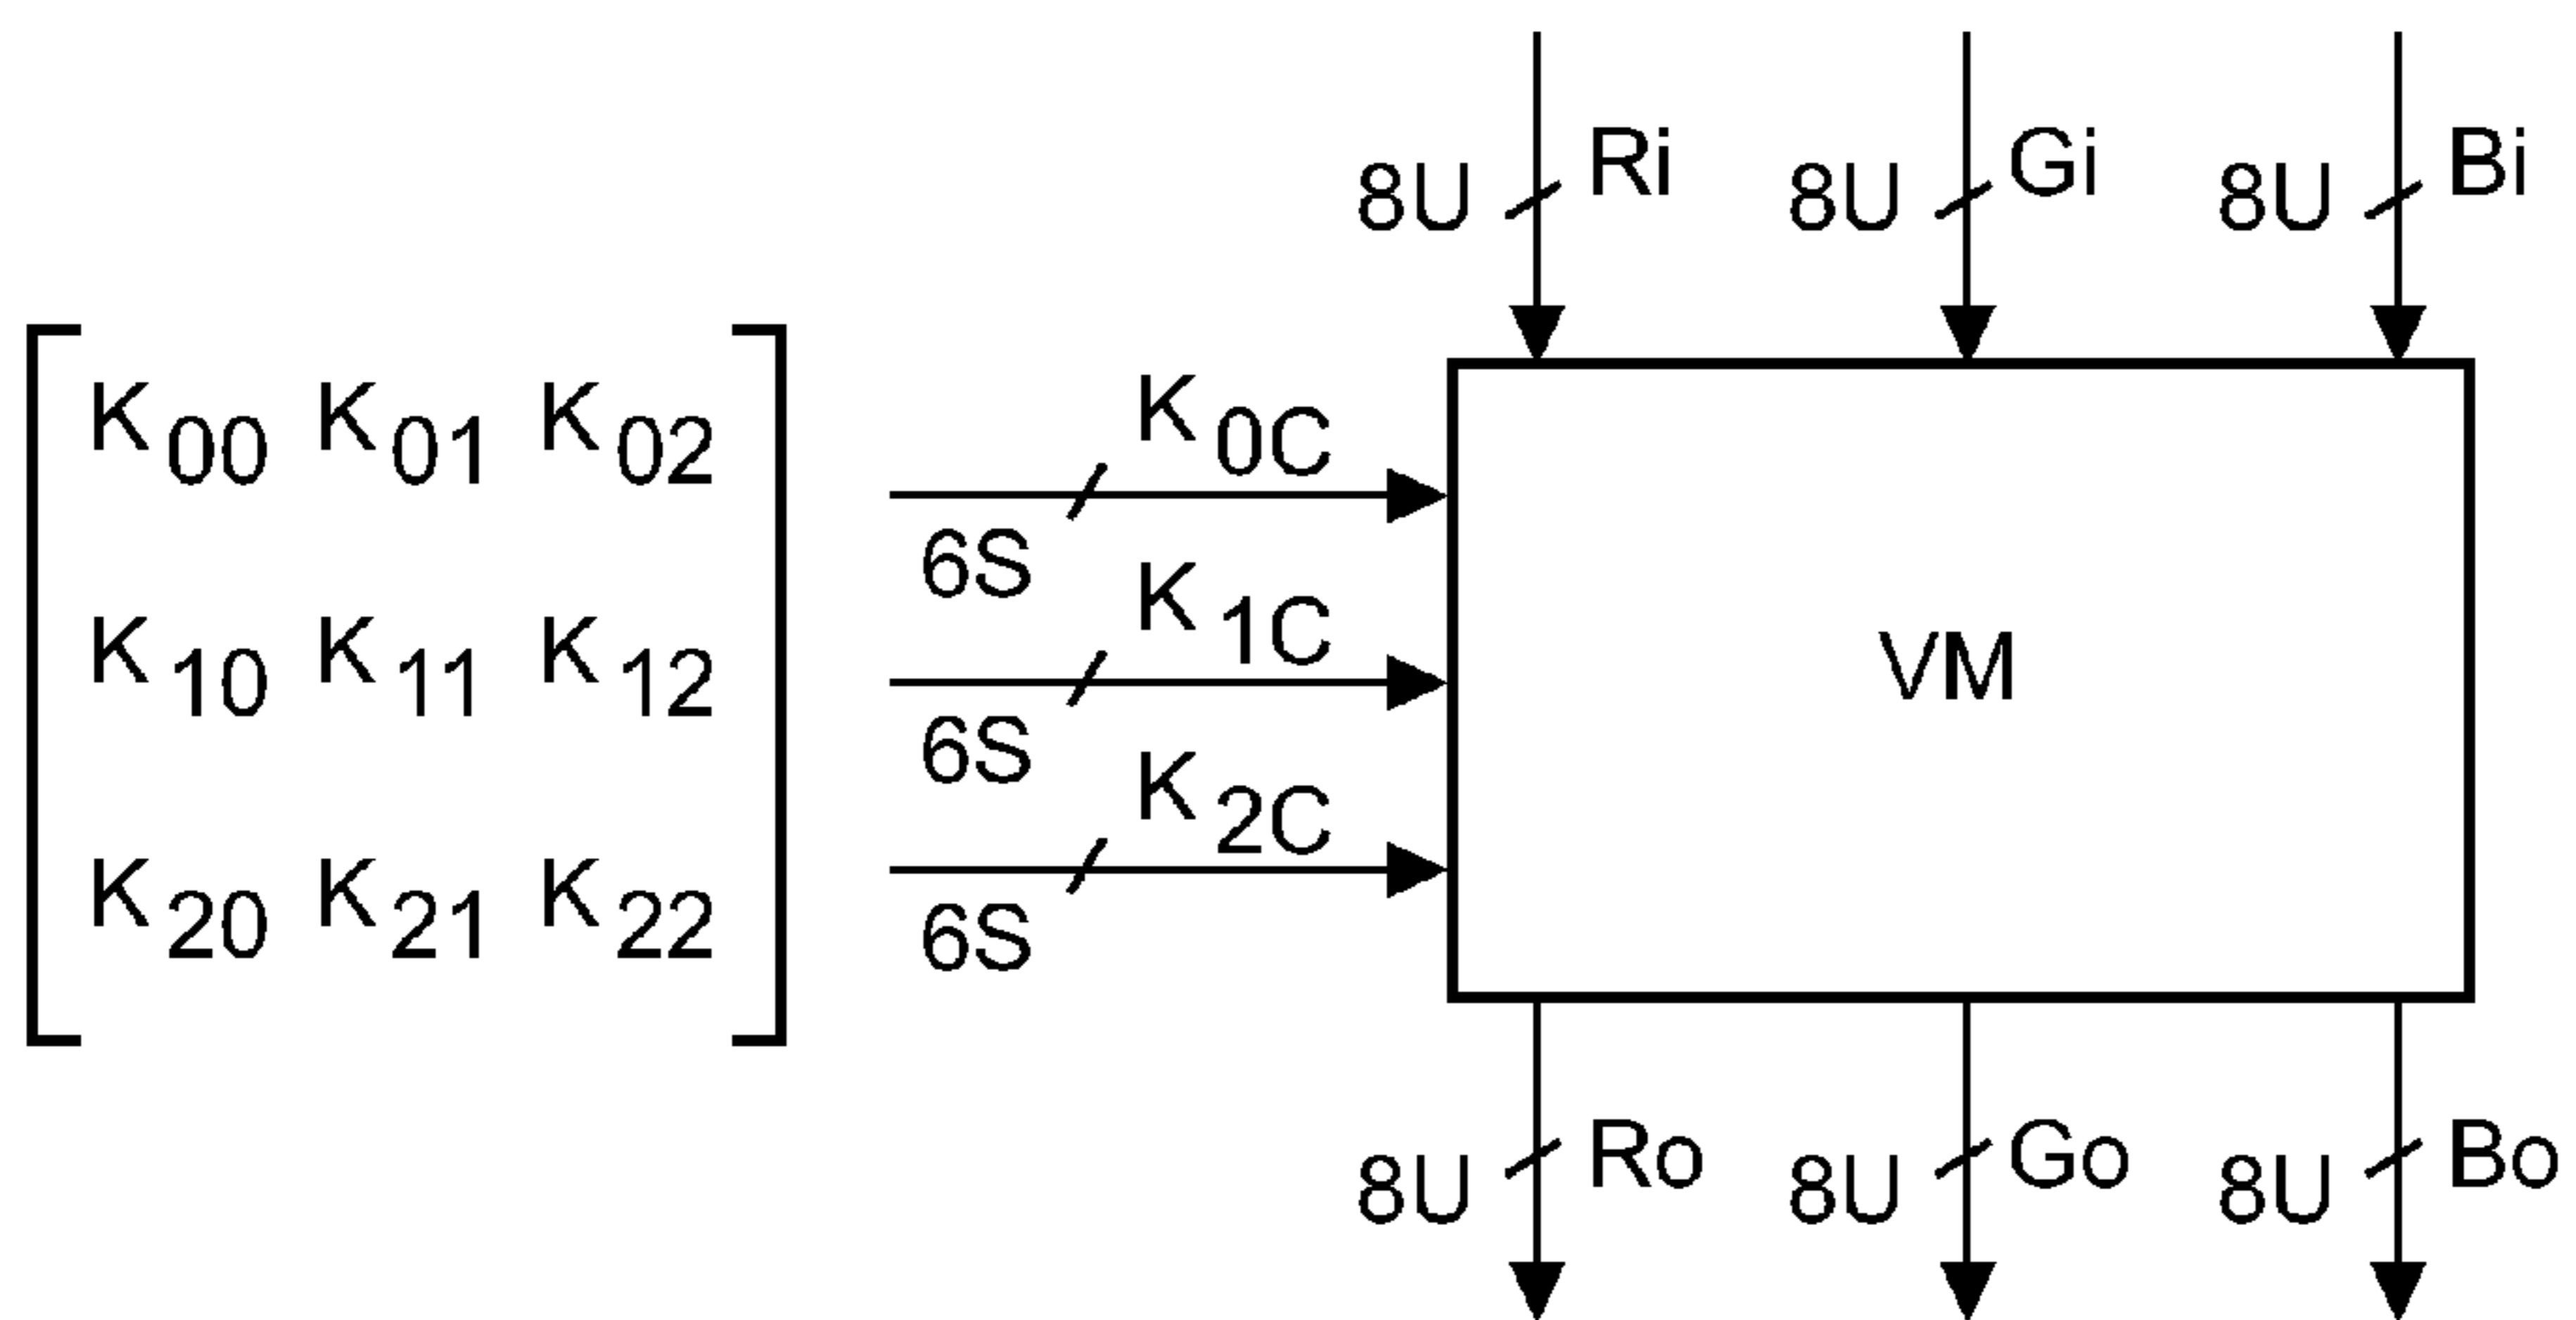 8U Ri 8U Gi 8U Bi
K00 K01 K02
K10 K11 K12
K20 K21 K22
K0C
6S
K1C
6S
K2C
6S
VM
8U Ro 8U Go 8U Bo